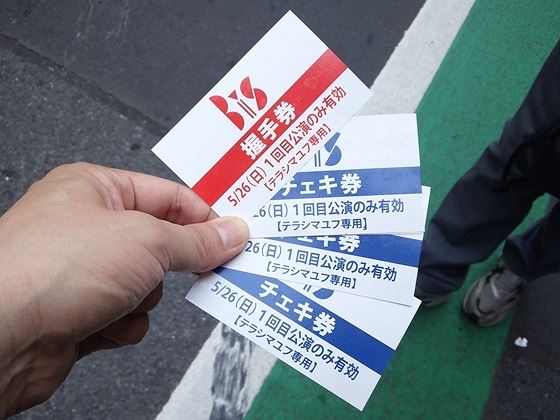 BiS
握手券
5/26(日)1回目公演のみ有効
【テラシマユフ専用】
チェキ券
26(日)1回目公演のみ有効
【テラシマユフ専用】
チェキ券
26(日)1回目公演のみ有効
【テラシマユフ専用】
チェキ券
5/26(日)1回目公演のみ有効
【テラシマユフ専用】